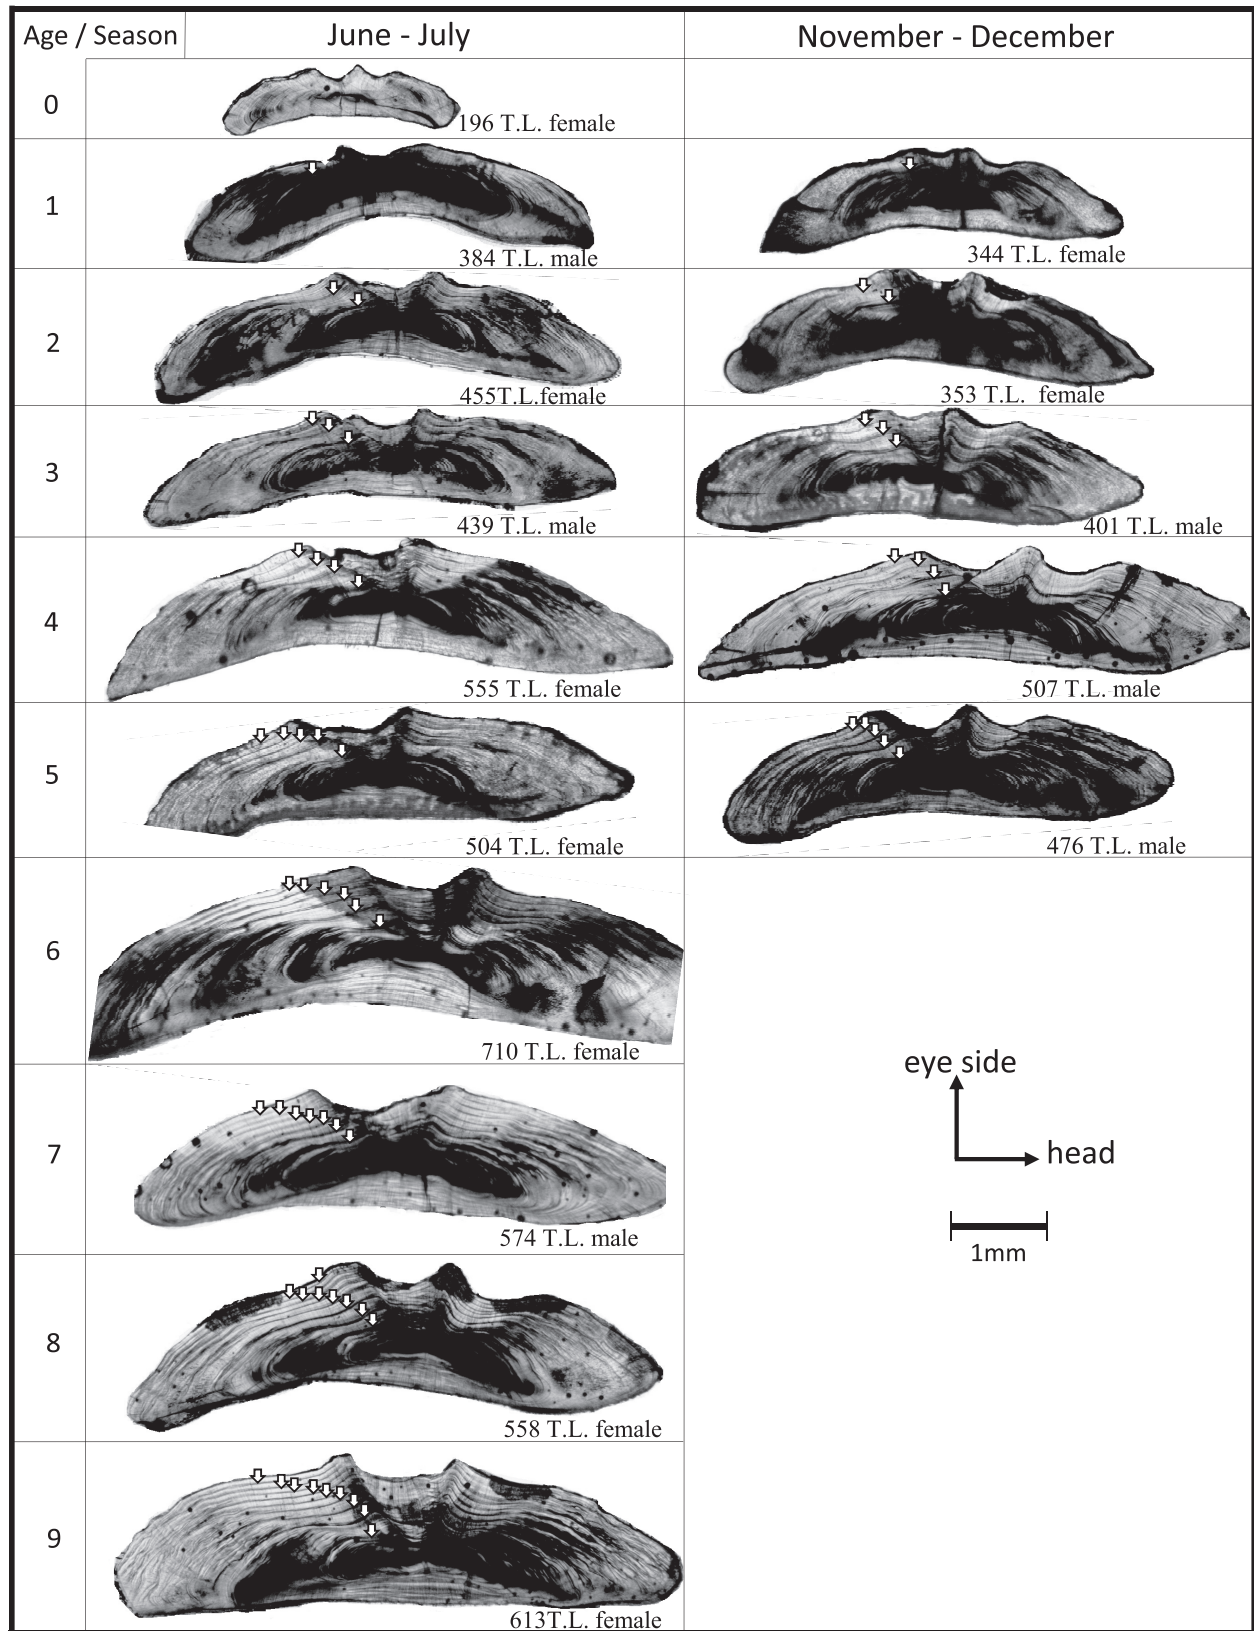 Age / Season June - July November - December
0 196 T.L. female
1 384 T.L. male 344 T.L. female
2 455T.L.female 353 T.L. female
3 439 T.L. male 401 T.L. male
4 555 T.L. female 507 T.L. male
5 504 T.L. female 476 T.L. male
6 710 T.L. female
eye side
head
7 574 T.L. male
1mm
8 558 T.L. female
9 613T.L. female